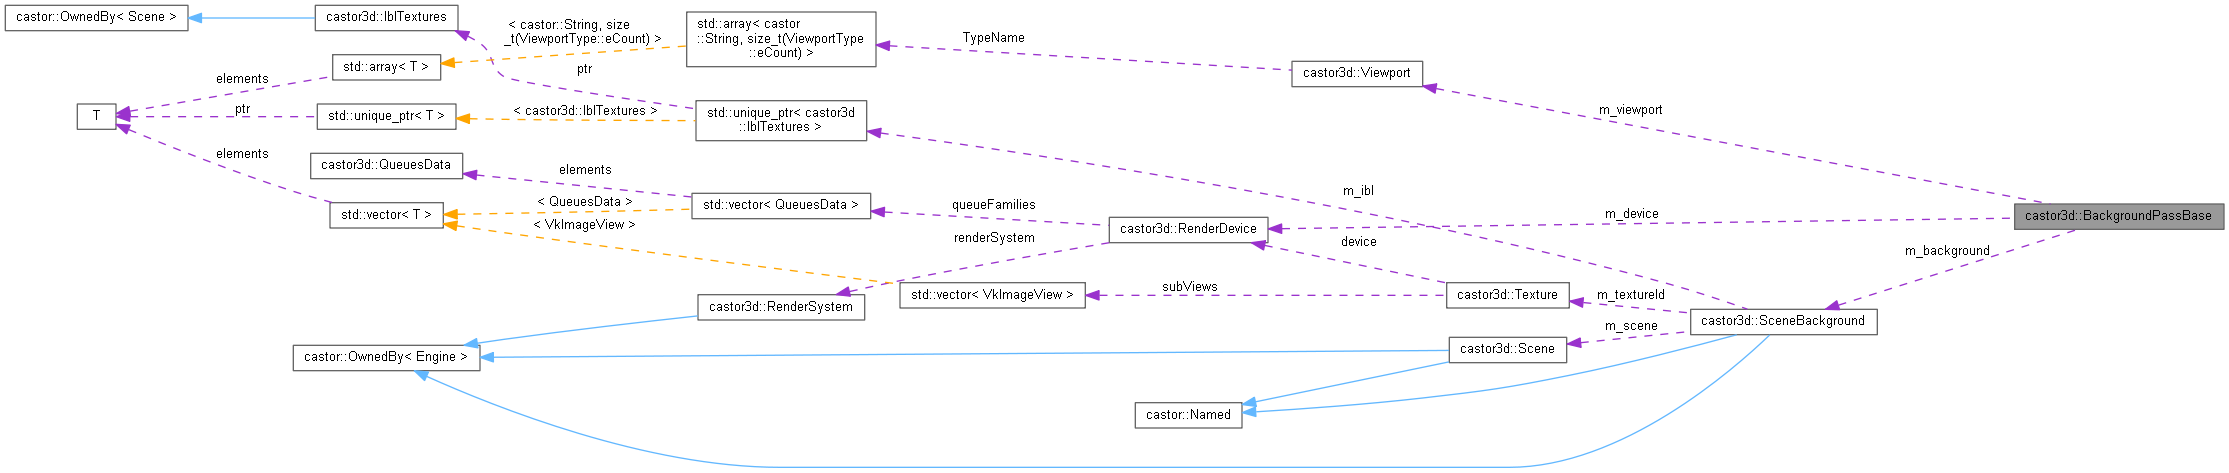 castor::OwnedBy< Scene >
castor3d::IblTextures
< castor::String, size
_t(ViewportType::eCount) >
std::array< castor
::String, size_t(ViewportType
::eCount) >
TypeName
castor3d::Viewport
std::array< T >
ptr
elements
T
ptr
std::unique_ptr< T >
< castor3d::IblTextures >
std::unique_ptr< castor3d
::IblTextures >
m_viewport
elements
castor3d::QueuesData
elements
std::vector< T >
< QueuesData >
< VkImageView >
std::vector< QueuesData >
queueFamilies
renderSystem
castor3d::RenderDevice
m_ibl
device
m_device
castor3d::BackgroundPassBase
m_background
castor3d::RenderSystem
std::vector< VkImageView >
subViews
castor3d::Texture
m_textureId
castor3d::SceneBackground
m_scene
castor::OwnedBy< Engine >
castor3d::Scene
castor::Named